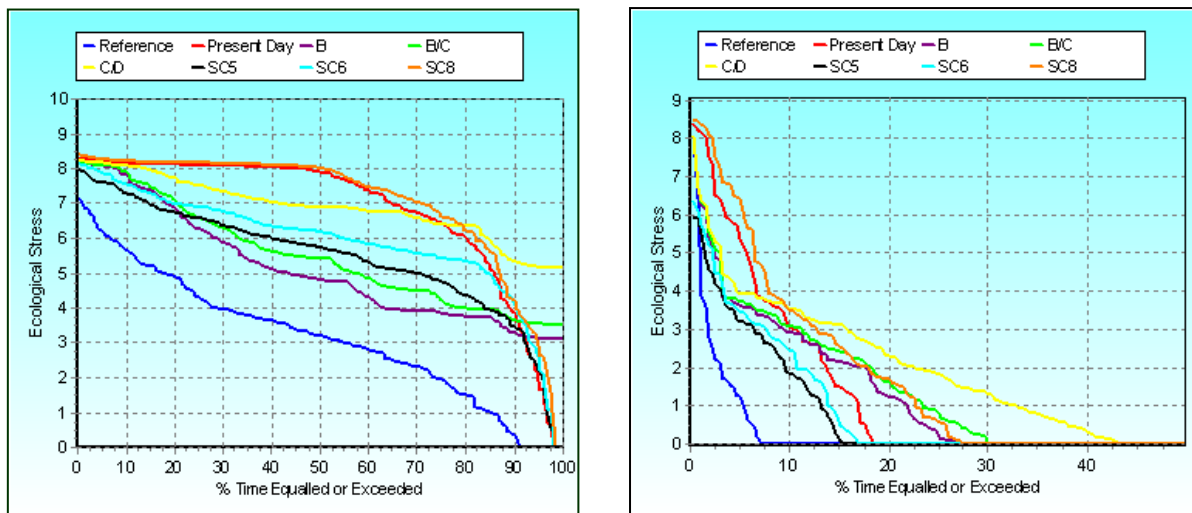 Reference Present Day B B/C
C/D SC5 SC6 SC8
10
9
8
7
6
5
4
3
2
1
0
Ecological Stress
0 10 20 30 40 50 60 70 80 90 100
% Time Equalled or Exceeded
Reference Present Day B B/C
C/D SC5 SC6 SC8
9
8
7
6
5
4
3
2
1
0
Ecological Stress
0 10 20 30 40
% Time Equalled or Exceeded